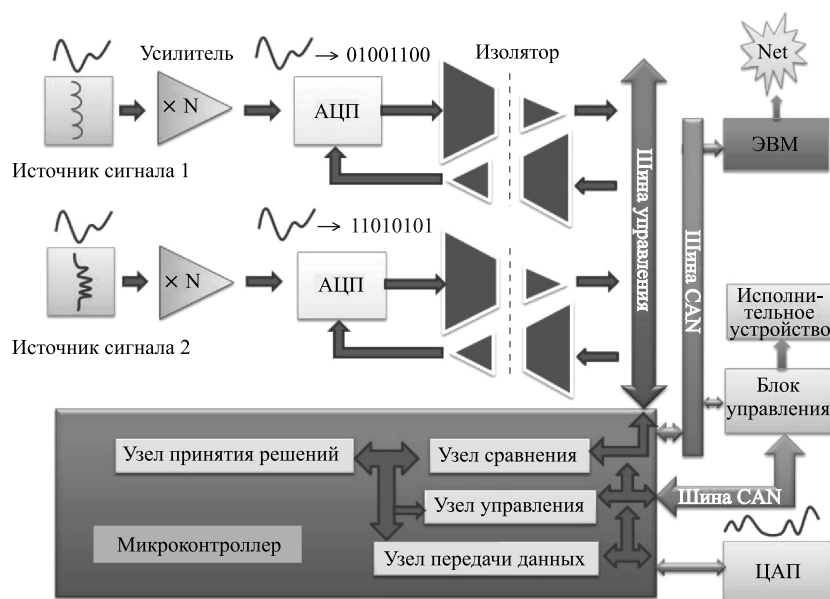 Усилитель
01001100
Изолятор
Net
× N
АЦП
ЭВМ
Источник сигнала 1
Шина управления
Шина CAN
11010101
× N
АЦП
Исполни-
тельное
устройство
Источник сигнала 2
Блок
управления
Узел принятия решений
Узел сравнения
Шина CAN
Узел управления
Микроконтроллер
Узел передачи данных
ЦАП